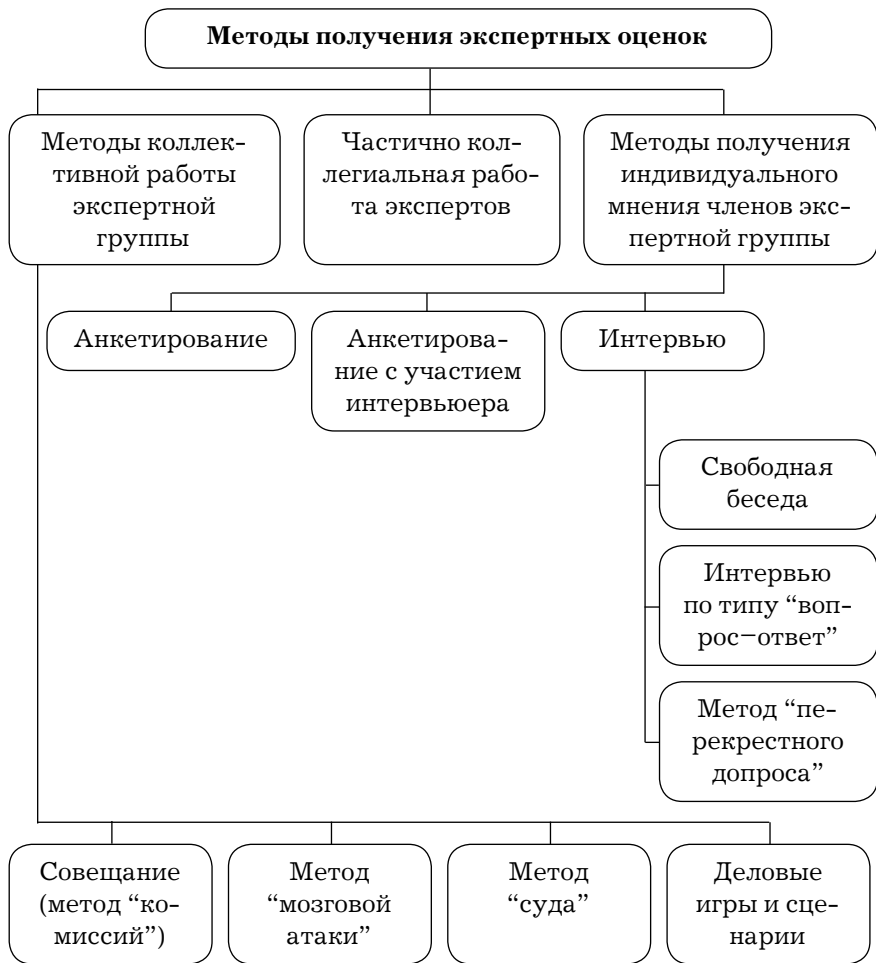 Методы получения экспертных оценок
Методы коллек-
тивной работы
экспертной
группы
Частично кол-
легиальная рабо-
та экспертов
Методы получения
индивидуального
мнения членов экс-
пертной группы
Анкетирование
Анкетирова-
ние с участием
интервьюера
Интервью
Свободная
беседа
Интервью
по типу “воп-
рос–ответ”
Метод “пе-
рекрестного
допроса”
Совещание
(метод “ко-
миссий”)
Метод
“мозговой
атаки”
Метод
“суда”
Деловые
игры и сце-
нарии